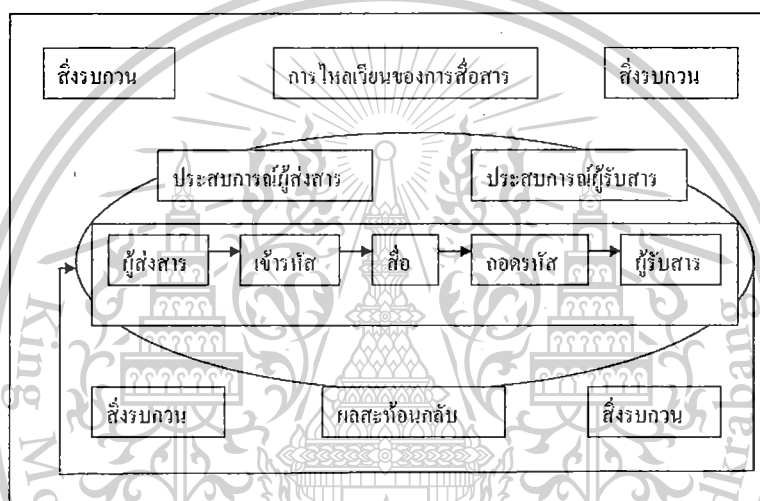 สิ่งรบกวน การไหลเวียนของการสื่อสาร สิ่งรบกวน
ประสบการณ์ผู้ส่งสาร ประสบการณ์ผู้รับสาร
ผู้ส่งสาร เข้ารหัส สื่อ ถอดรหัส ผู้รับสาร
สิ่งรบกวน ผลสะท้อนกลับ สิ่งรบกวน
King Mo
krabang